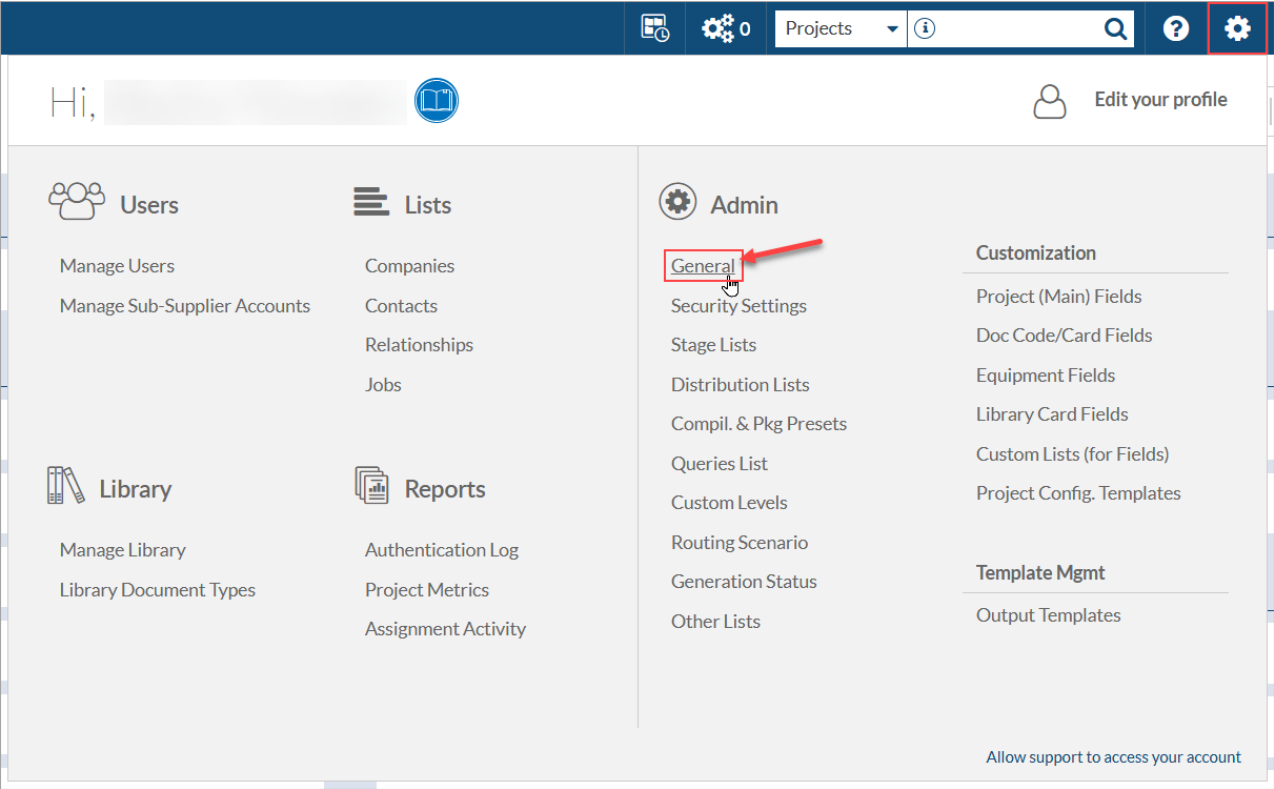 0 Projects
Hi,
Edit your profile
Users
Manage Users
Manage Sub-Supplier Accounts
Lists
Companies
Contacts
Relationships
Jobs
Library
Manage Library
Library Document Types
Reports
Authentication Log
Project Metrics
Assignment Activity
Admin
General
Security Settings
Stage Lists
Distribution Lists
Compil. & Pkg Presets
Queries List
Custom Levels
Routing Scenario
Generation Status
Other Lists
Customization
Project (Main) Fields
Doc Code/Card Fields
Equipment Fields
Library Card Fields
Custom Lists (for Fields)
Project Config. Templates
Template Mgmt
Output Templates
Allow support to access your account